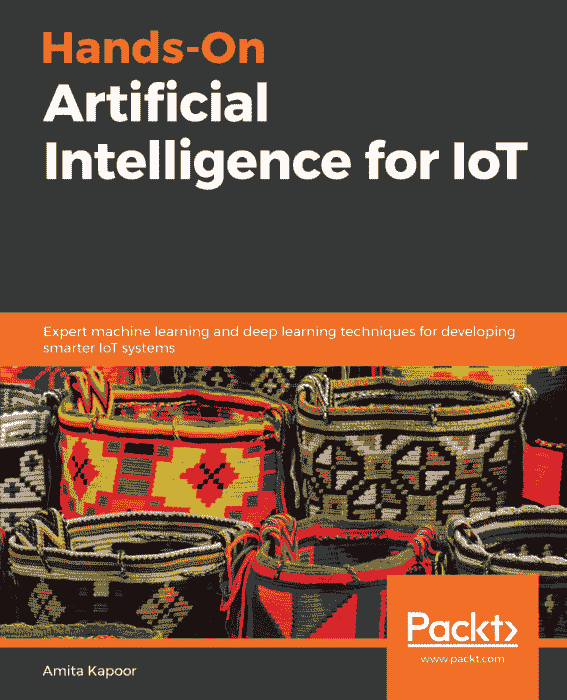 Hands-On
Artificial
Intelligence for IoT
Expert machine learning and deep learning techniques for developing
smarter IoT systems
Packt>
www.packt.com
Amita Kapoor